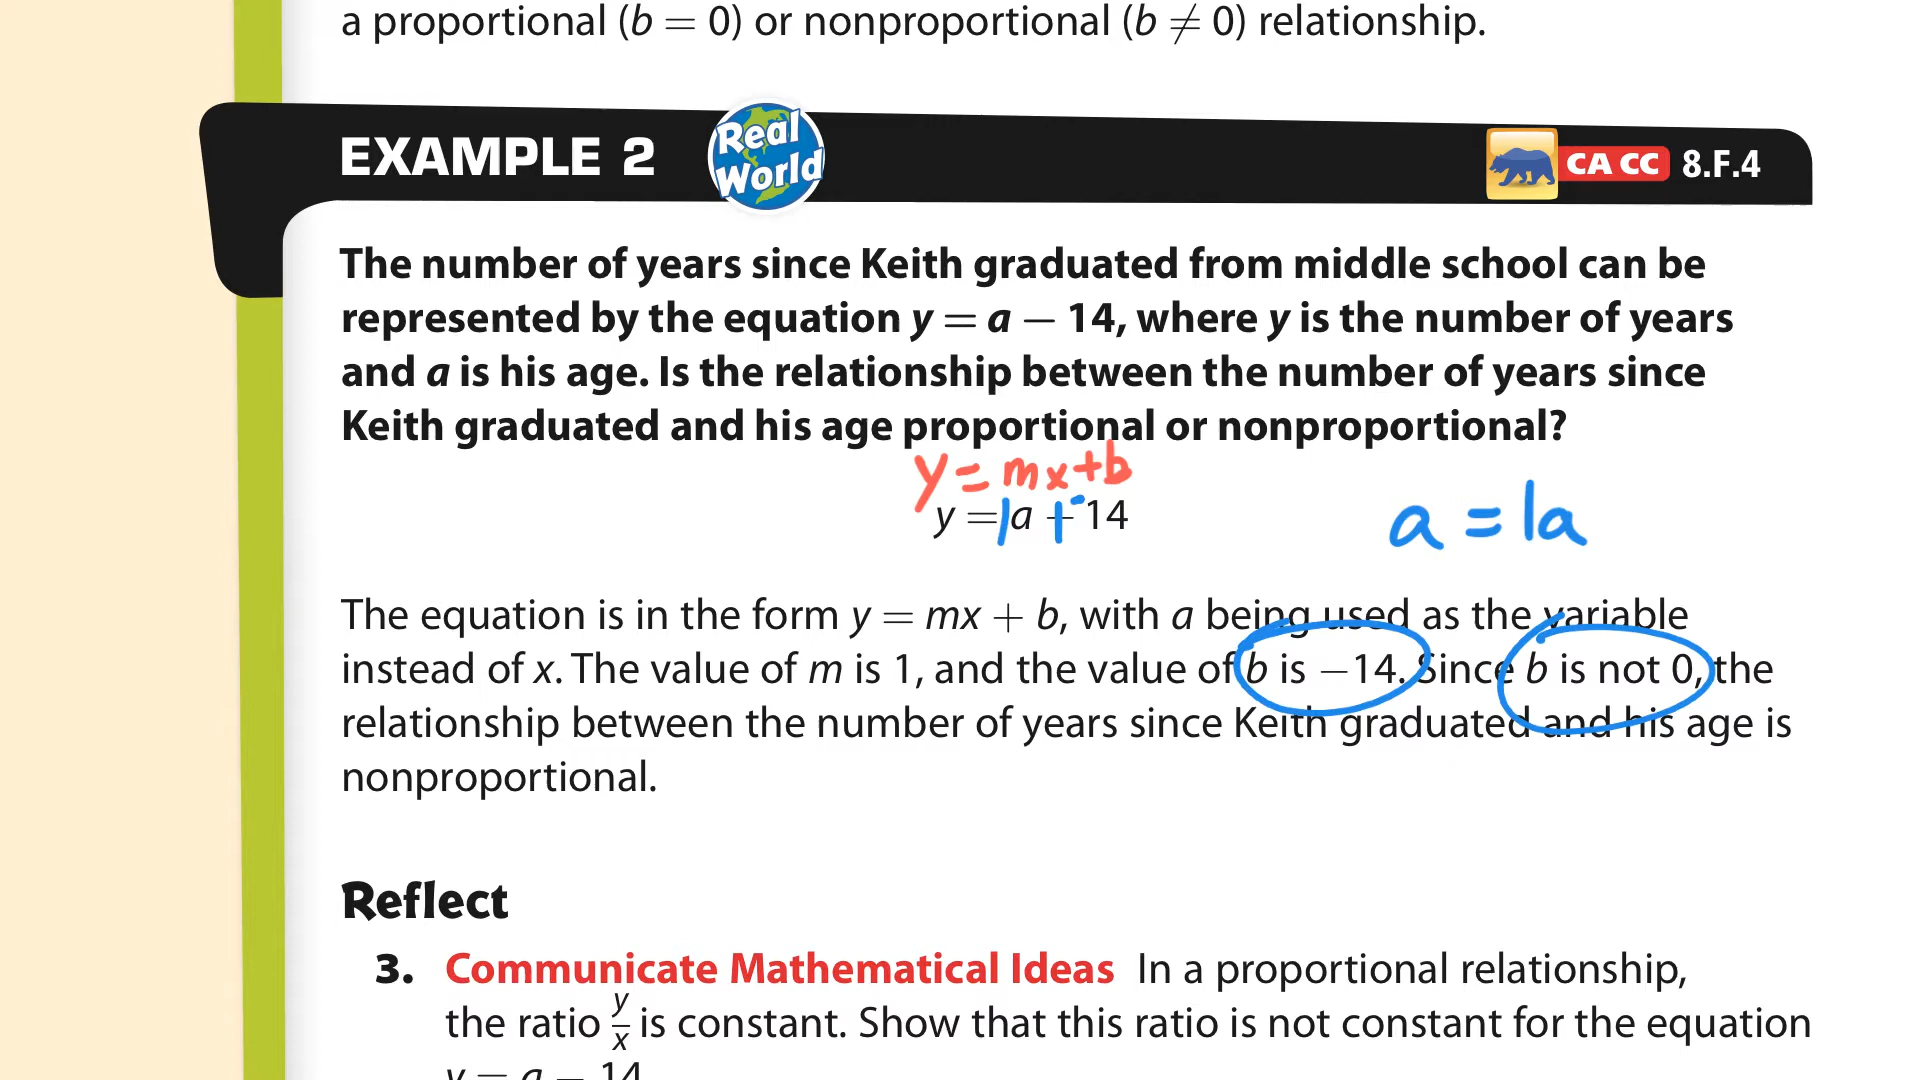 a proportional (b = 0) or nonproportional (b ≠ 0) relationship.
EXAMPLE 2
Real World
CA CC 8.F.4
The number of years since Keith graduated from middle school can be
represented by the equation y = a − 14, where y is the number of years
and a is his age. Is the relationship between the number of years since
Keith graduated and his age proportional or nonproportional?
y = mx + b
y = 1a + -14
a = 1a
The equation is in the form y = mx + b, with a being used as the variable
instead of x. The value of m is 1, and the value of b is −14. Since b is not 0, the
relationship between the number of years since Keith graduated and his age is
nonproportional.
Reflect
3. Communicate Mathematical Ideas In a proportional relationship,
the ratio y/x is constant. Show that this ratio is not constant for the equation
y = a − 14